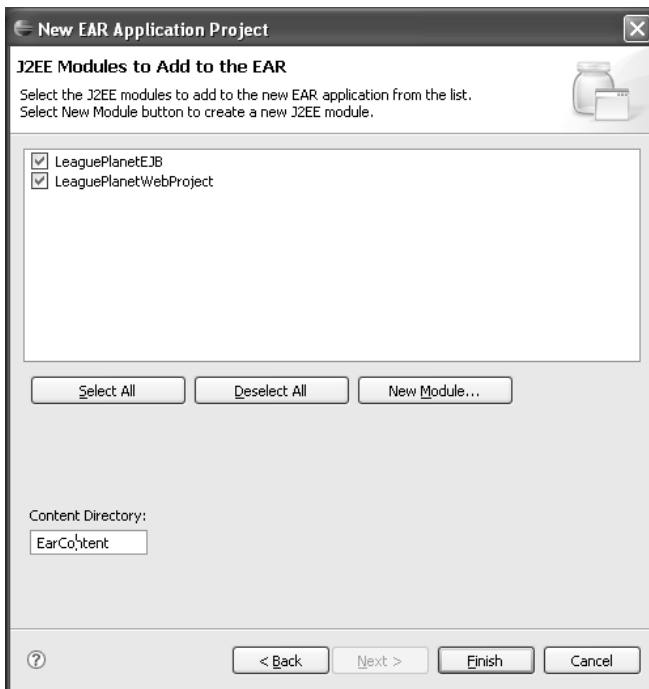 New EAR Application Project
J2EE Modules to Add to the EAR
Select the J2EE modules to add to the new EAR application from the list.
Select New Module button to create a new J2EE module.
LeaguePlanetEJB
LeaguePlanetWebProject
Select All Deselect All New Module...
Content Directory:
EarContent
? < Back Next > Finish Cancel